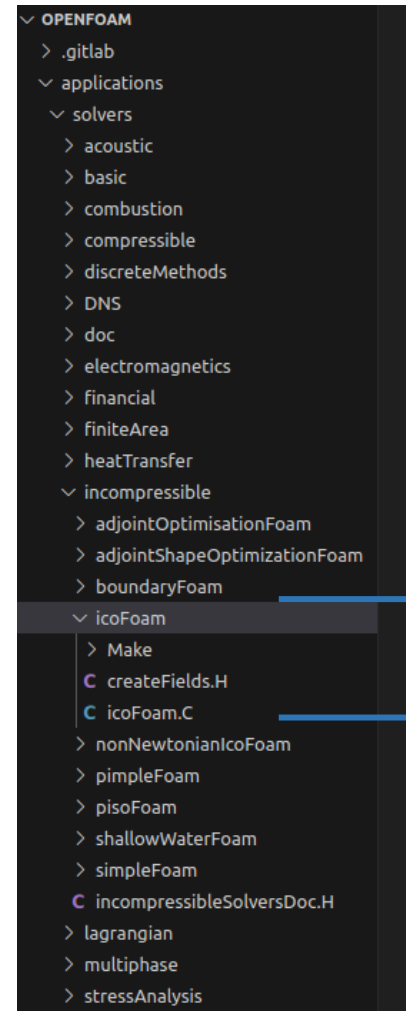 OPENFOAM
.gitlab
applications
solvers
acoustic
basic
combustion
compressible
discreteMethods
DNS
doc
electromagnetics
financial
finiteArea
heatTransfer
incompressible
adjointOptimisationFoam
adjointShapeOptimizationFoam
boundaryFoam
icoFoam
Make
C createFields.H
C icoFoam.C
nonNewtonianIcoFoam
pimpleFoam
pisoFoam
shallowWaterFoam
simpleFoam
C incompressibleSolversDoc.H
lagrangian
multiphase
stressAnalysis